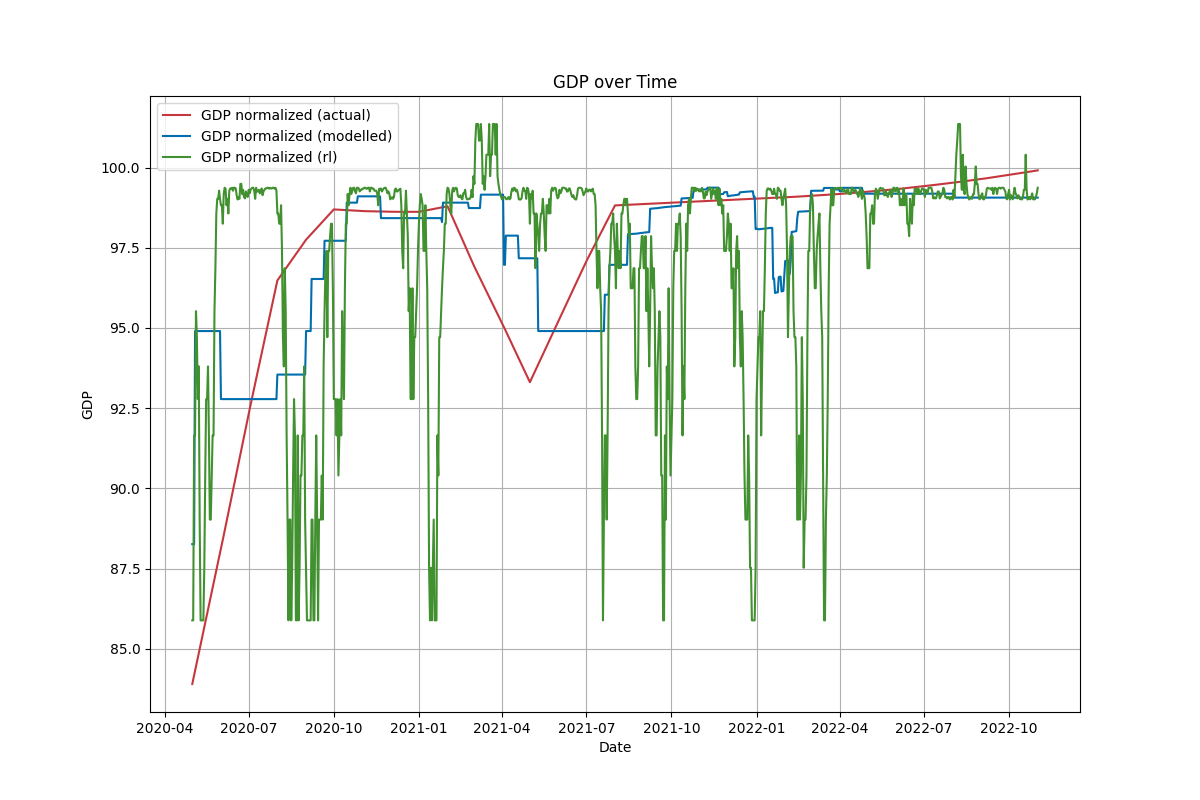 GDP over Time
GDP normalized (actual)
GDP normalized (modelled)
GDP normalized (rl)
100.0
97.5
95.0
92.5
90.0
87.5
85.0
GDP
2020-04 2020-07 2020-10 2021-01 2021-04 2021-07 2021-10 2022-01 2022-04 2022-07 2022-10
Date